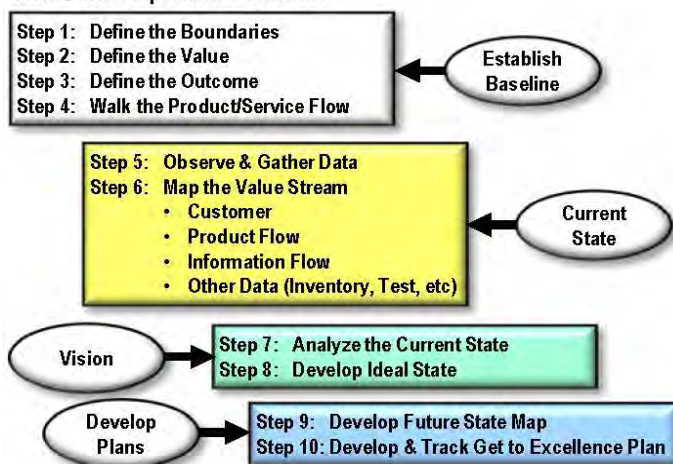 Step 1: Define the Boundaries
Step 2: Define the Value
Step 3: Define the Outcome
Step 4: Walk the Product/Service Flow
Establish
Baseline
Step 5: Observe & Gather Data
Step 6: Map the Value Stream
• Customer
• Product Flow
• Information Flow
• Other Data (Inventory, Test, etc)
Current
State
Vision
Step 7: Analyze the Current State
Step 8: Develop Ideal State
Develop
Plans
Step 9: Develop Future State Map
Step 10: Develop & Track Get to Excellence Plan